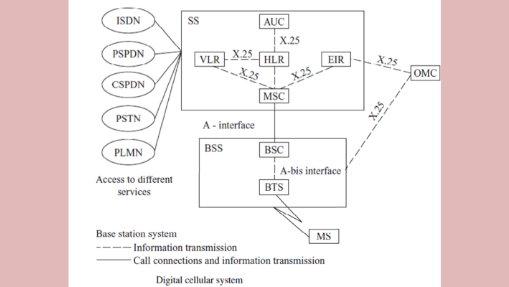 ISDN
SS
AUC
X.25
PSPDN
VLR
X.25
HLR
EIR
X.25
OMC
CSPDN
X.25
X.25
MSC
X.25
PSTN
A - interface
PLMN
BSS
BSC
A-bis interface
Access to different
services
BTS
Base station system
MS
Information transmission
Call connections and information transmission
Digital cellular system